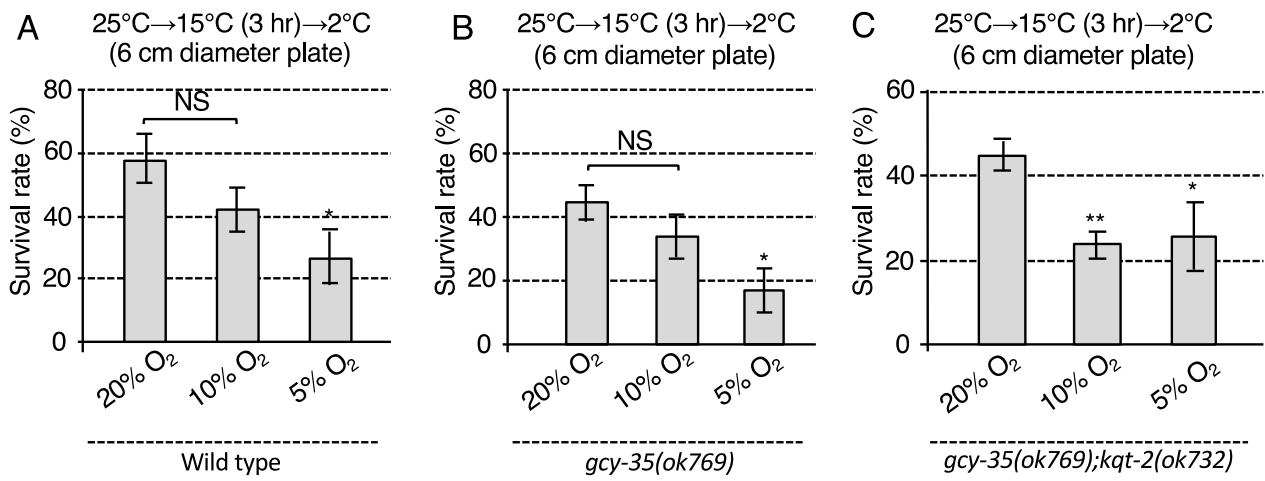 A
25°C→15°C (3 hr)→2°C
(6 cm diameter plate)
Survival rate (%)
80
60
40
20
0
NS
*
20% O₂
10% O₂
5% O₂
Wild type
B
25°C→15°C (3 hr)→2°C
(6 cm diameter plate)
Survival rate (%)
80
60
40
20
0
NS
*
20% O₂
10% O₂
5% O₂
gcy-35(ok769)
C
25°C→15°C (3 hr)→2°C
(6 cm diameter plate)
Survival rate (%)
60
40
20
0
**
*
20% O₂
10% O₂
5% O₂
gcy-35(ok769);kqt-2(ok732)